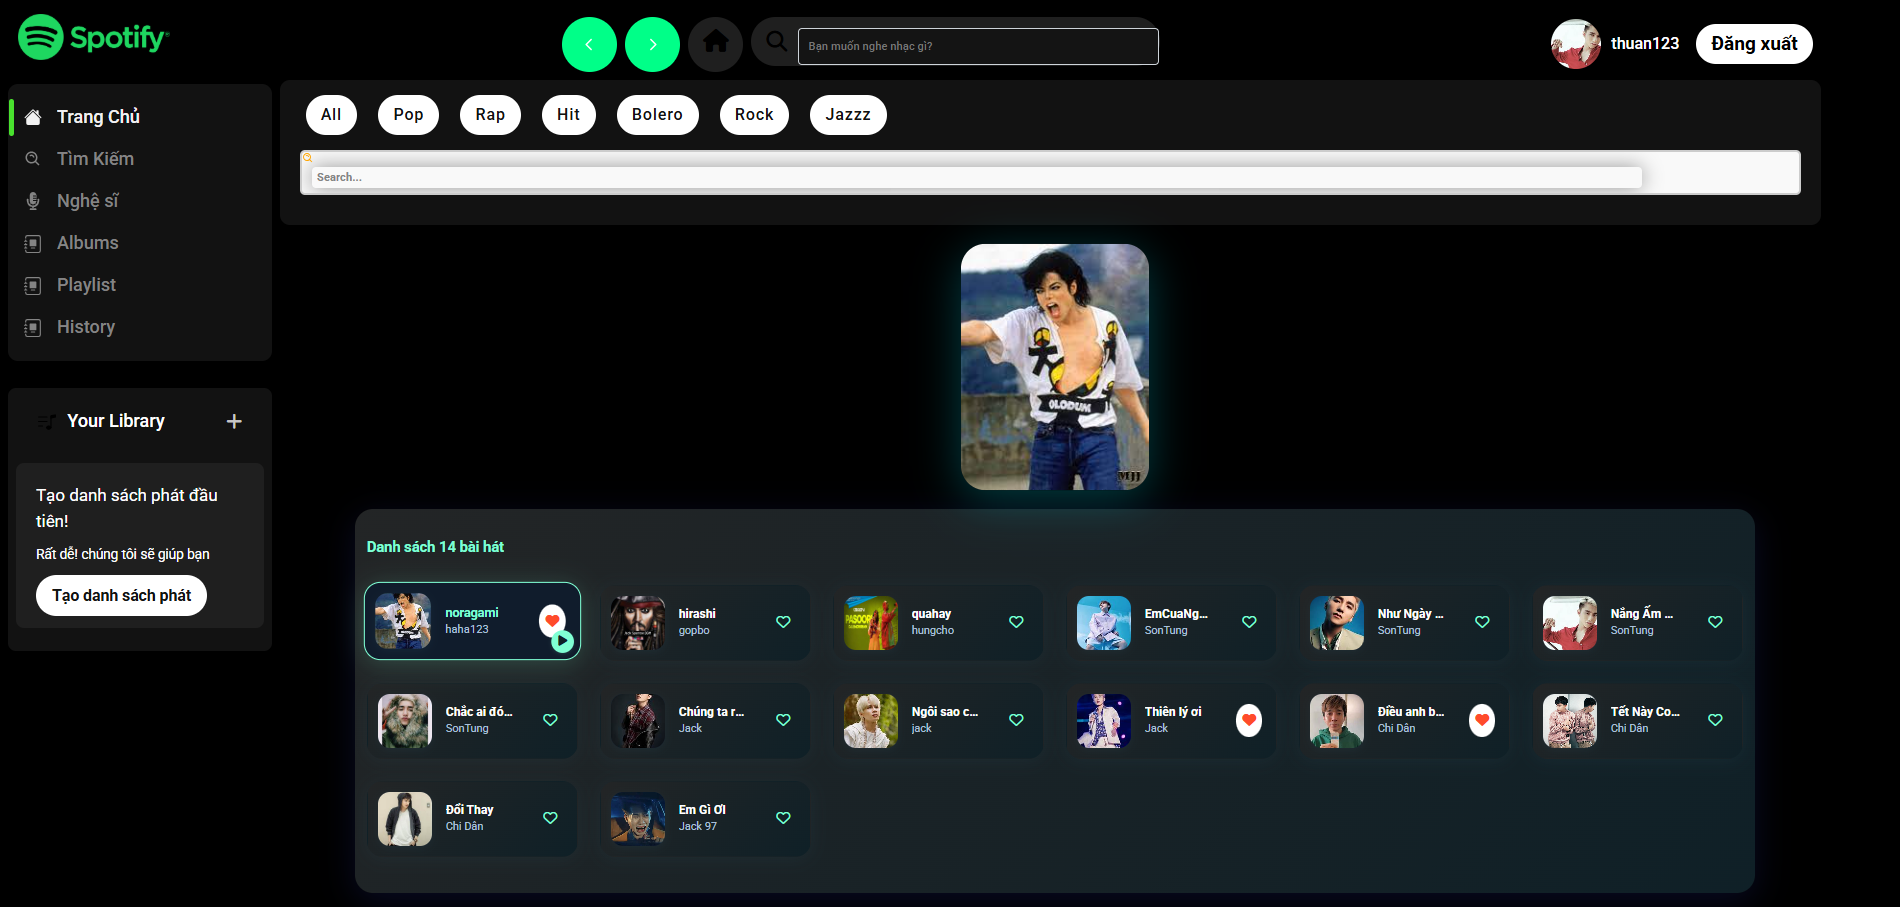 Spotify
Bạn muốn nghe nhạc gì?
thuan123
Đăng xuất
Trang Chủ
Tìm Kiếm
Nghệ sĩ
Albums
Playlist
History
Your Library
Tạo danh sách phát đầu
tiên!
Rất dễ! chúng tôi sẽ giúp bạn
Tạo danh sách phát
All Pop Rap Hit Bolero Rock Jazzz
Search...
OLODUM
MJJ
Danh sách 14 bài hát
noragami
haha123
hirashi
gopbo
quahay
hungcho
EmCuaNg...
SonTung
Như Ngày ...
SonTung
Nắng Ấm ...
SonTung
Chắc ai đó...
SonTung
Chúng ta r...
Jack
Ngôi sao c...
jack
Thiên lý ơi
Jack
Điều anh b...
Chi Dân
Tết Này Co...
Chi Dân
Đổi Thay
Chi Dân
Em Gì Ơi
Jack 97